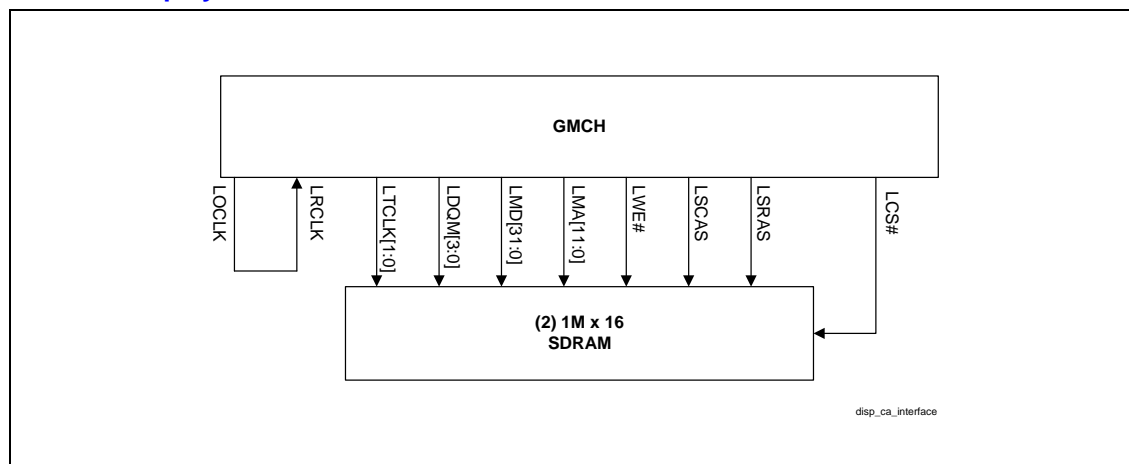 GMCH
LOCLK
LRCLK
LTCLK[1:0]
LDQM[3:0]
LMD[31:0]
LMA[11:0]
LWE#
LSCAS
LSRAS
LCS#
(2) 1M x 16
SDRAM
disp_ca_interface